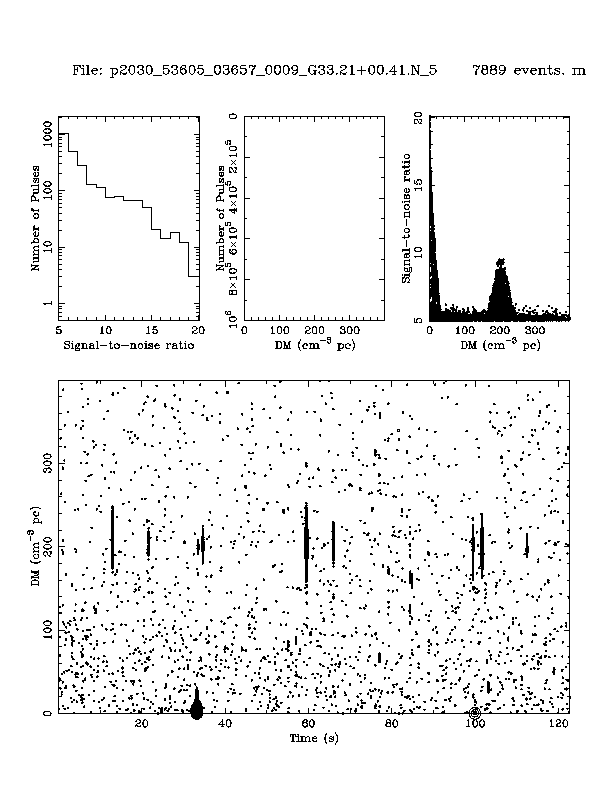 File: p2030_53605_03657_0009_G33.21+00.41.N_5 7889 events. m
Number of Pulses
1000
100
10
1
5 10 15 20
Signal-to-noise ratio
Number of Pulses
0
2×10⁵
4×10⁵
6×10⁵
8×10⁵
10⁶
0 100 200 300
DM (cm⁻³ pc)
Signal-to-noise ratio
20
15
10
5
0 100 200 300
DM (cm⁻³ pc)
DM (cm⁻³ pc)
300
200
100
0
20 40 60 80 100 120
Time (s)